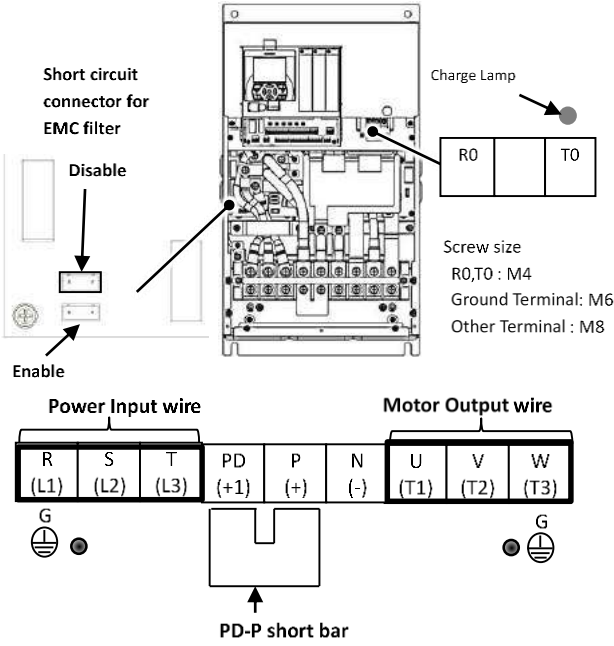 Short circuit
connector for
EMC filter
Disable
Enable
Charge Lamp
R0 T0
Screw size
R0,T0 : M4
Ground Terminal: M6
Other Terminal : M8
Power Input wire
Motor Output wire
R S T PD P N U V W
(L1) (L2) (L3) (+1) (+) (-) (T1) (T2) (T3)
G
G
PD-P short bar